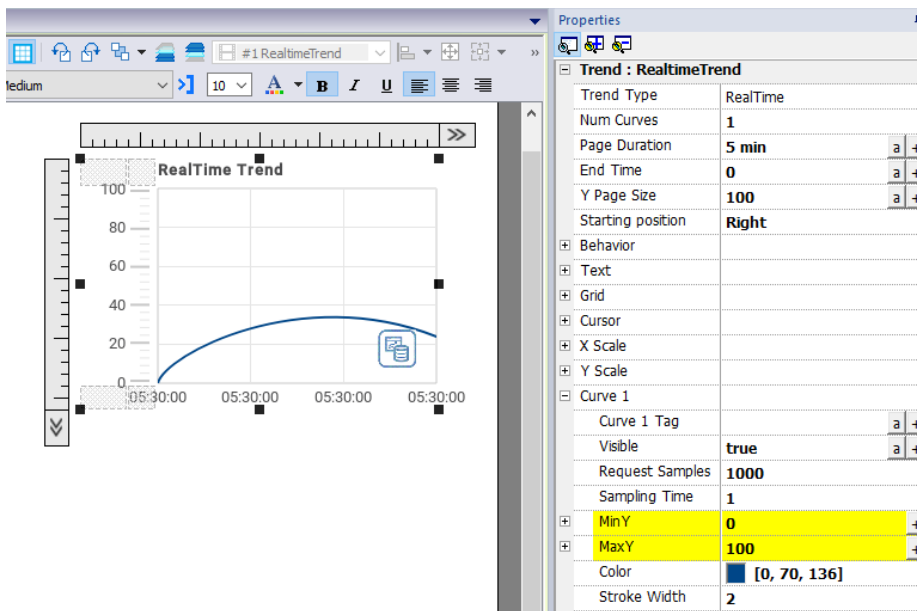 Properties
#1 RealtimeTrend
Medium
10
A
B
I
U
RealTime Trend
100
80
60
40
20
0
05:30:00 05:30:00 05:30:00 05:30:00
Trend : RealtimeTrend
Trend Type RealTime
Num Curves 1
Page Duration 5 min a +
End Time 0 a +
Y Page Size 100 a +
Starting position Right
Behavior
Text
Grid
Cursor
X Scale
Y Scale
Curve 1
Curve 1 Tag a +
Visible true a +
Request Samples 1000
Sampling Time 1
MinY 0 +
MaxY 100 +
Color [0, 70, 136]
Stroke Width 2